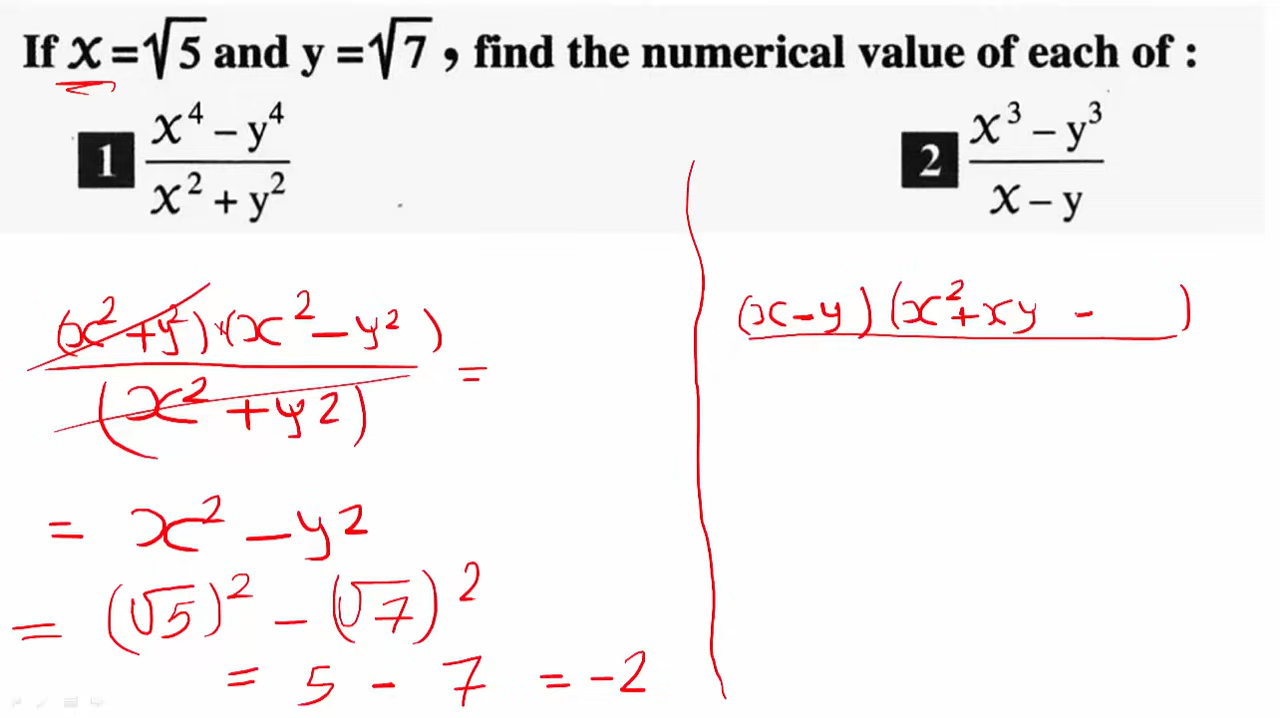 If x = √5 and y = √7 , find the numerical value of each of :
1 (x⁴ − y⁴) / (x² + y²)
2 (x³ − y³) / (x − y)
(x² + y²) × (x² − y²)
(x² + y²) =
= x² − y2
= (√5)² − (√7)²
= 5 − 7 = −2
(x − y) (x² + xy − )